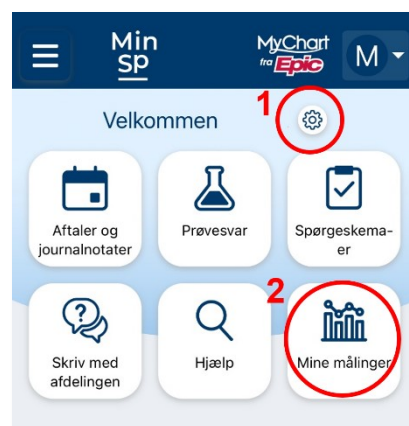 Min
SP
MyChart
fra Epic
M
Velkommen
1
Aftaler og
journalnotater
Prøvesvar
Spørgeskema-
er
2
Skriv med
afdelingen
Hjælp
Mine målinger